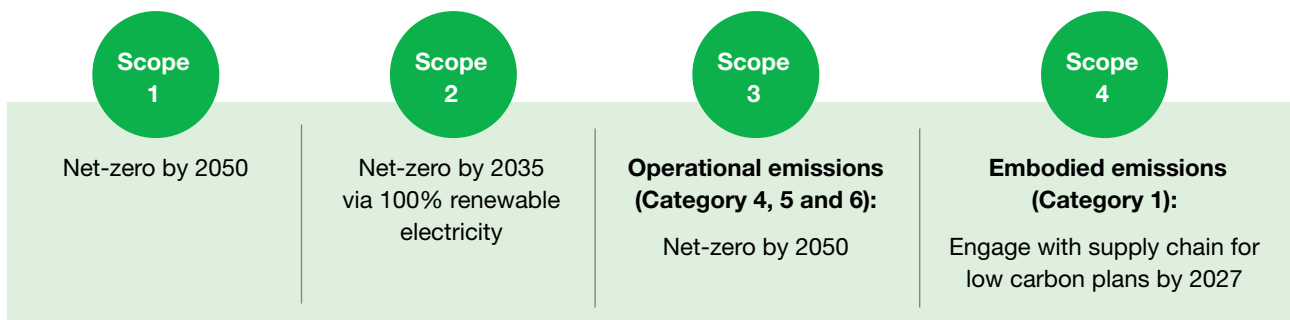 Scope
1
Net-zero by 2050
Scope
2
Net-zero by 2035
via 100% renewable
electricity
Scope
3
Operational emissions
(Category 4, 5 and 6):
Net-zero by 2050
Scope
4
Embodied emissions
(Category 1):
Engage with supply chain for
low carbon plans by 2027